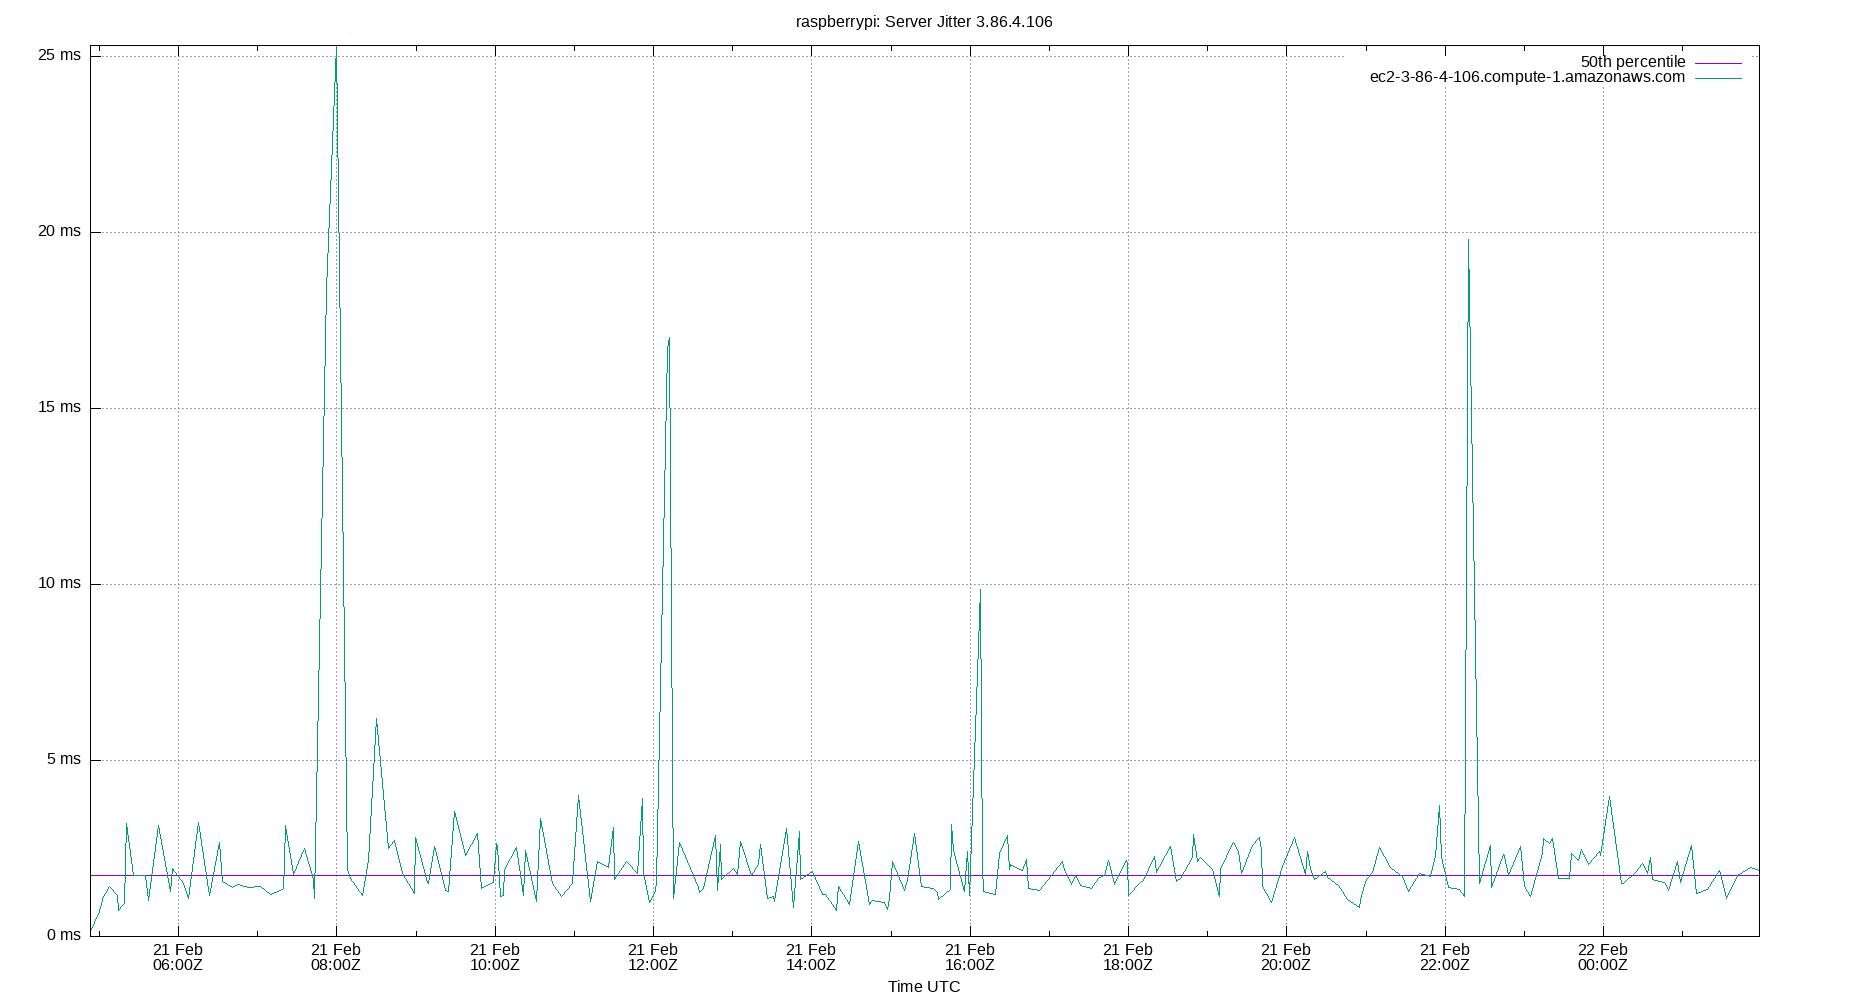 raspberrypi: Server Jitter 3.86.4.106
25 ms
20 ms
15 ms
10 ms
5 ms
0 ms
50th percentile
ec2-3-86-4-106.compute-1.amazonaws.com
21 Feb
06:00Z
21 Feb
08:00Z
21 Feb
10:00Z
21 Feb
12:00Z
21 Feb
14:00Z
21 Feb
16:00Z
21 Feb
18:00Z
21 Feb
20:00Z
21 Feb
22:00Z
22 Feb
00:00Z
Time UTC